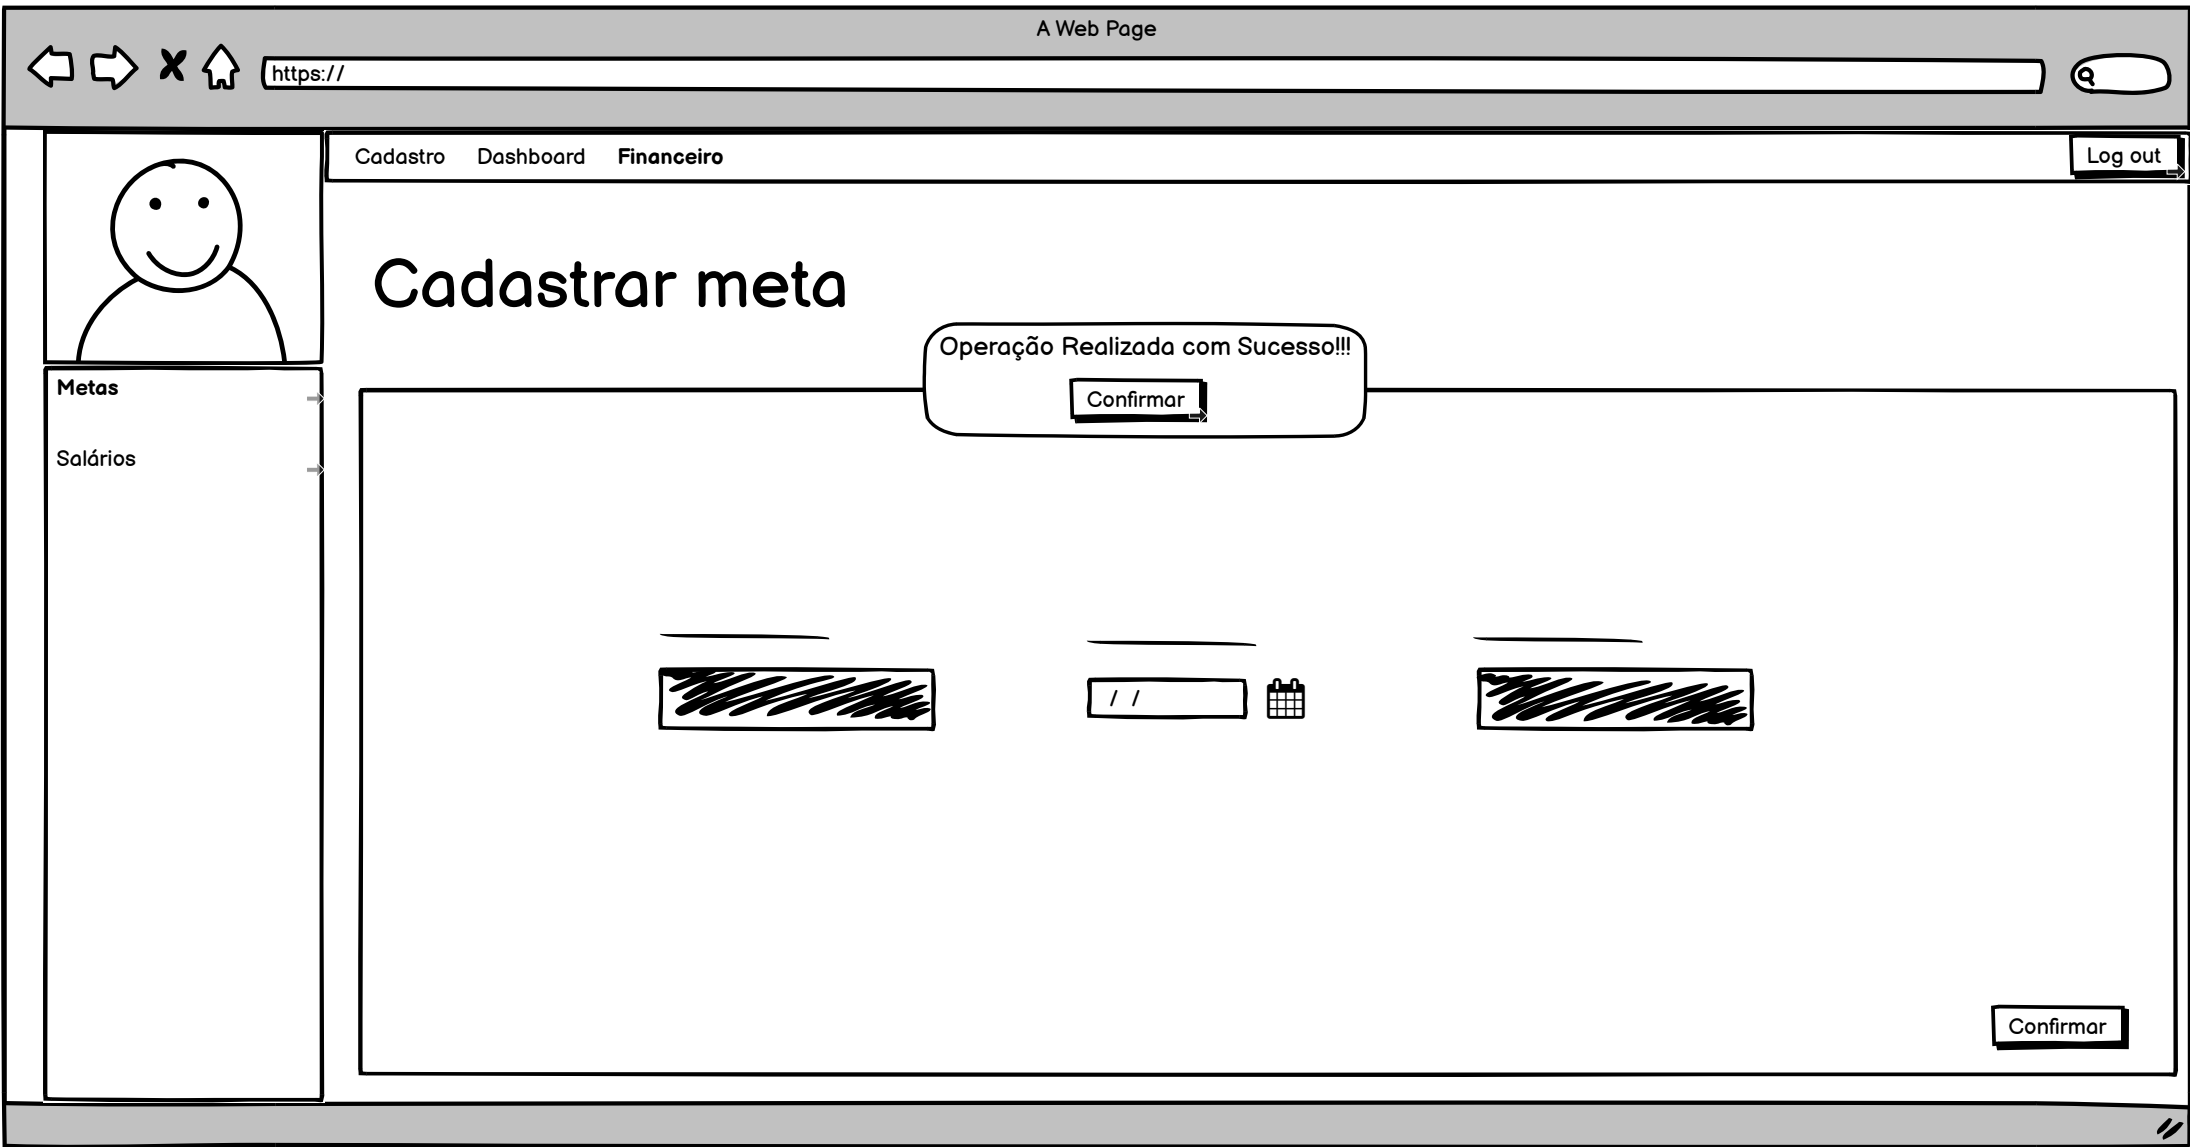 A Web Page
https://
Cadastro Dashboard Financeiro
Log out
Cadastrar meta
Operação Realizada com Sucesso!!!
Confirmar
Metas
Salários
/ /
Confirmar